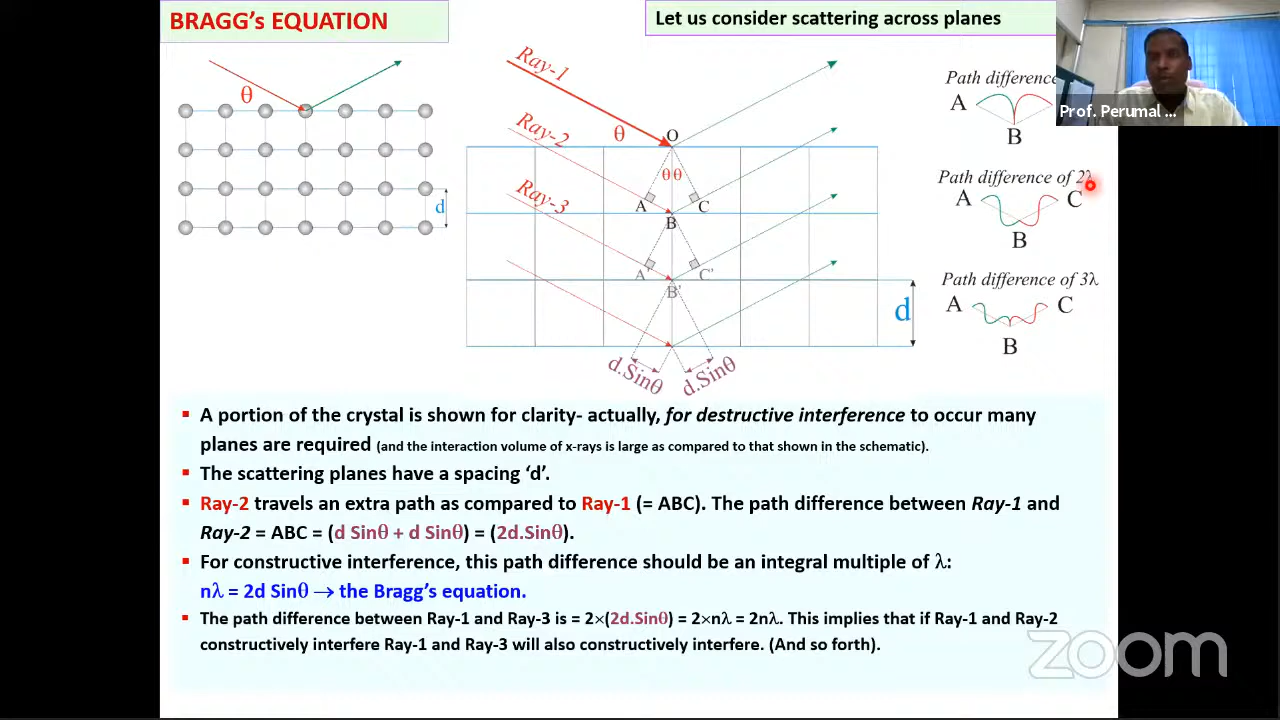 BRAGG's EQUATION
Let us consider scattering across planes
θ
d
Ray-1
Ray-2
Ray-3
θ
O
θ θ
A
C
B
A'
C'
B'
d
d.Sinθ
d.Sinθ
Path difference
A
B
Prof. Perumal ...
Path difference of 2λ
A
C
B
Path difference of 3λ
A
C
B
▪ A portion of the crystal is shown for clarity- actually, for destructive interference to occur many
planes are required (and the interaction volume of x-rays is large as compared to that shown in the schematic).
▪ The scattering planes have a spacing ‘d’.
▪ Ray-2 travels an extra path as compared to Ray-1 (= ABC). The path difference between Ray-1 and
Ray-2 = ABC = (d Sinθ + d Sinθ) = (2d.Sinθ).
▪ For constructive interference, this path difference should be an integral multiple of λ:
nλ = 2d Sinθ → the Bragg’s equation.
▪ The path difference between Ray-1 and Ray-3 is = 2×(2d.Sinθ) = 2×nλ = 2nλ. This implies that if Ray-1 and Ray-2
constructively interfere Ray-1 and Ray-3 will also constructively interfere. (And so forth).
zoom